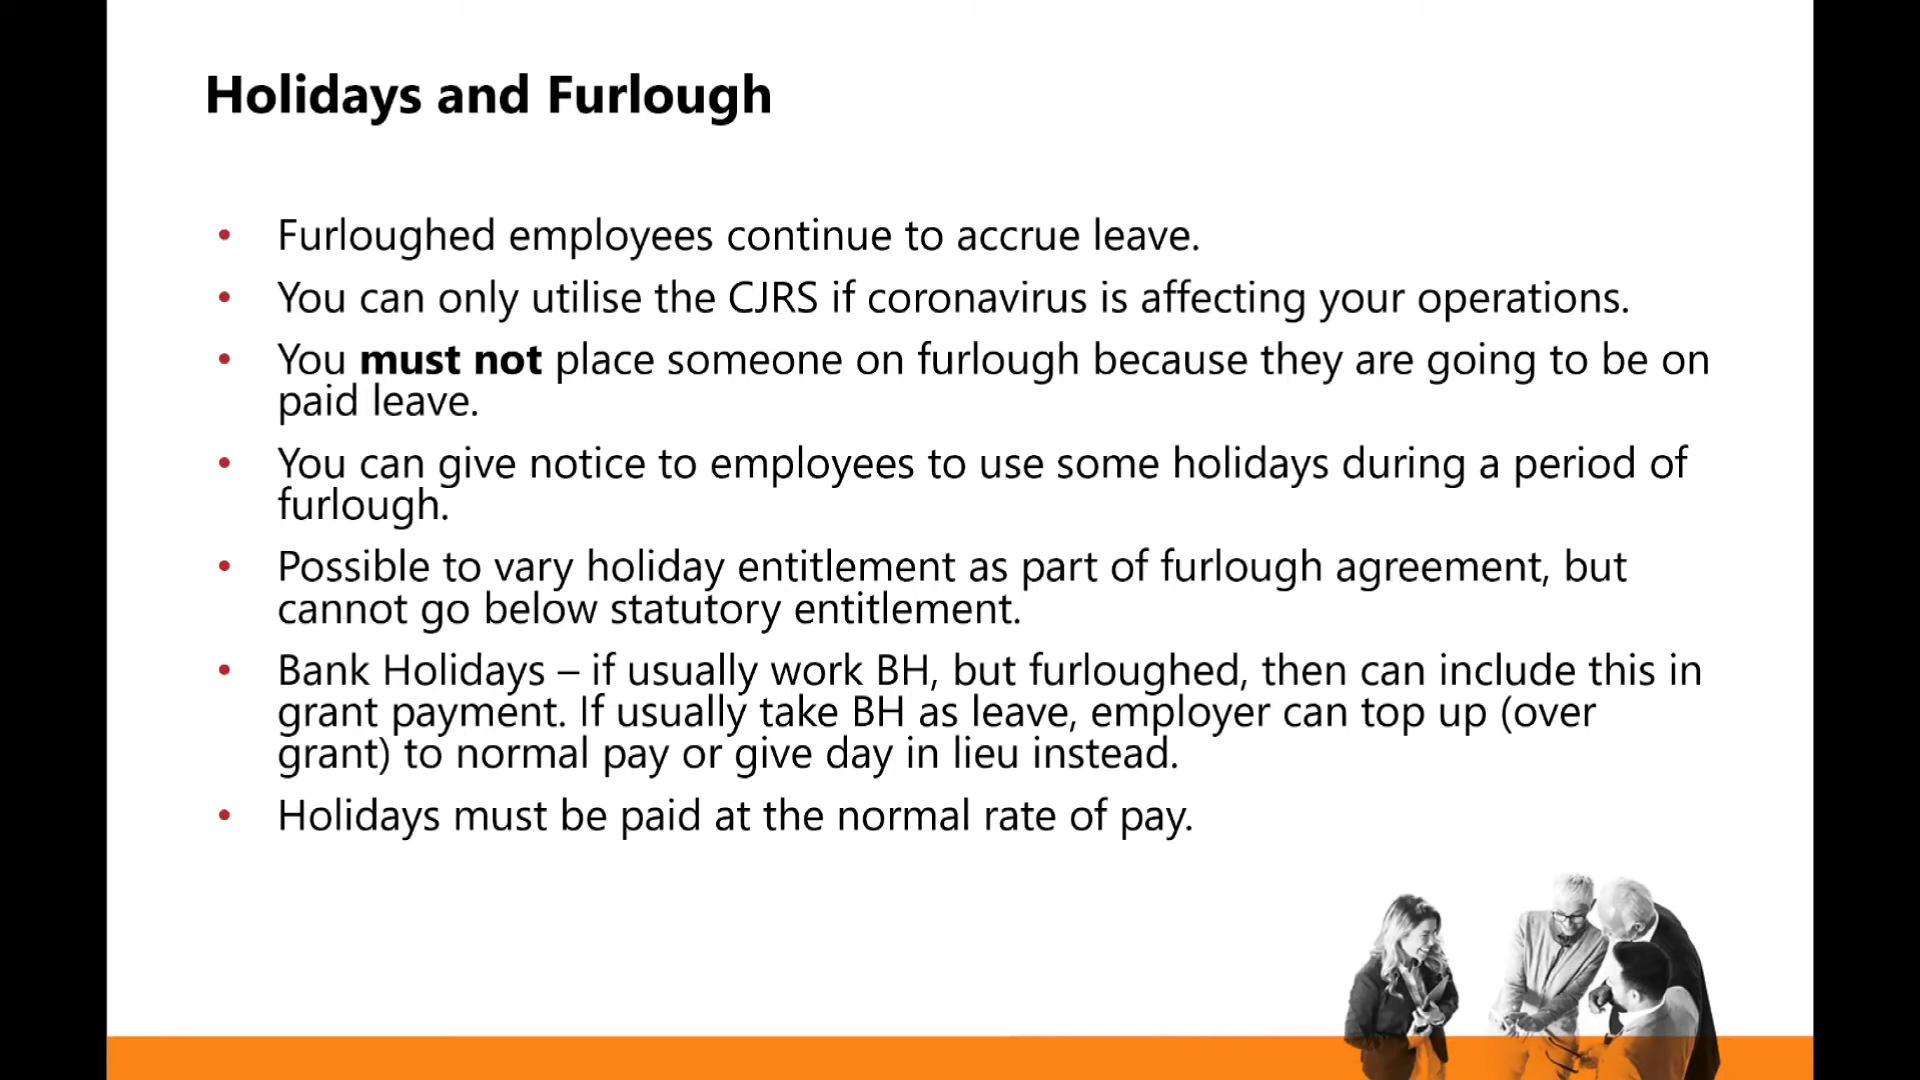 Holidays and Furlough
• Furloughed employees continue to accrue leave.
• You can only utilise the CJRS if coronavirus is affecting your operations.
• You must not place someone on furlough because they are going to be on
paid leave.
• You can give notice to employees to use some holidays during a period of
furlough.
• Possible to vary holiday entitlement as part of furlough agreement, but
cannot go below statutory entitlement.
• Bank Holidays – if usually work BH, but furloughed, then can include this in
grant payment. If usually take BH as leave, employer can top up (over
grant) to normal pay or give day in lieu instead.
• Holidays must be paid at the normal rate of pay.